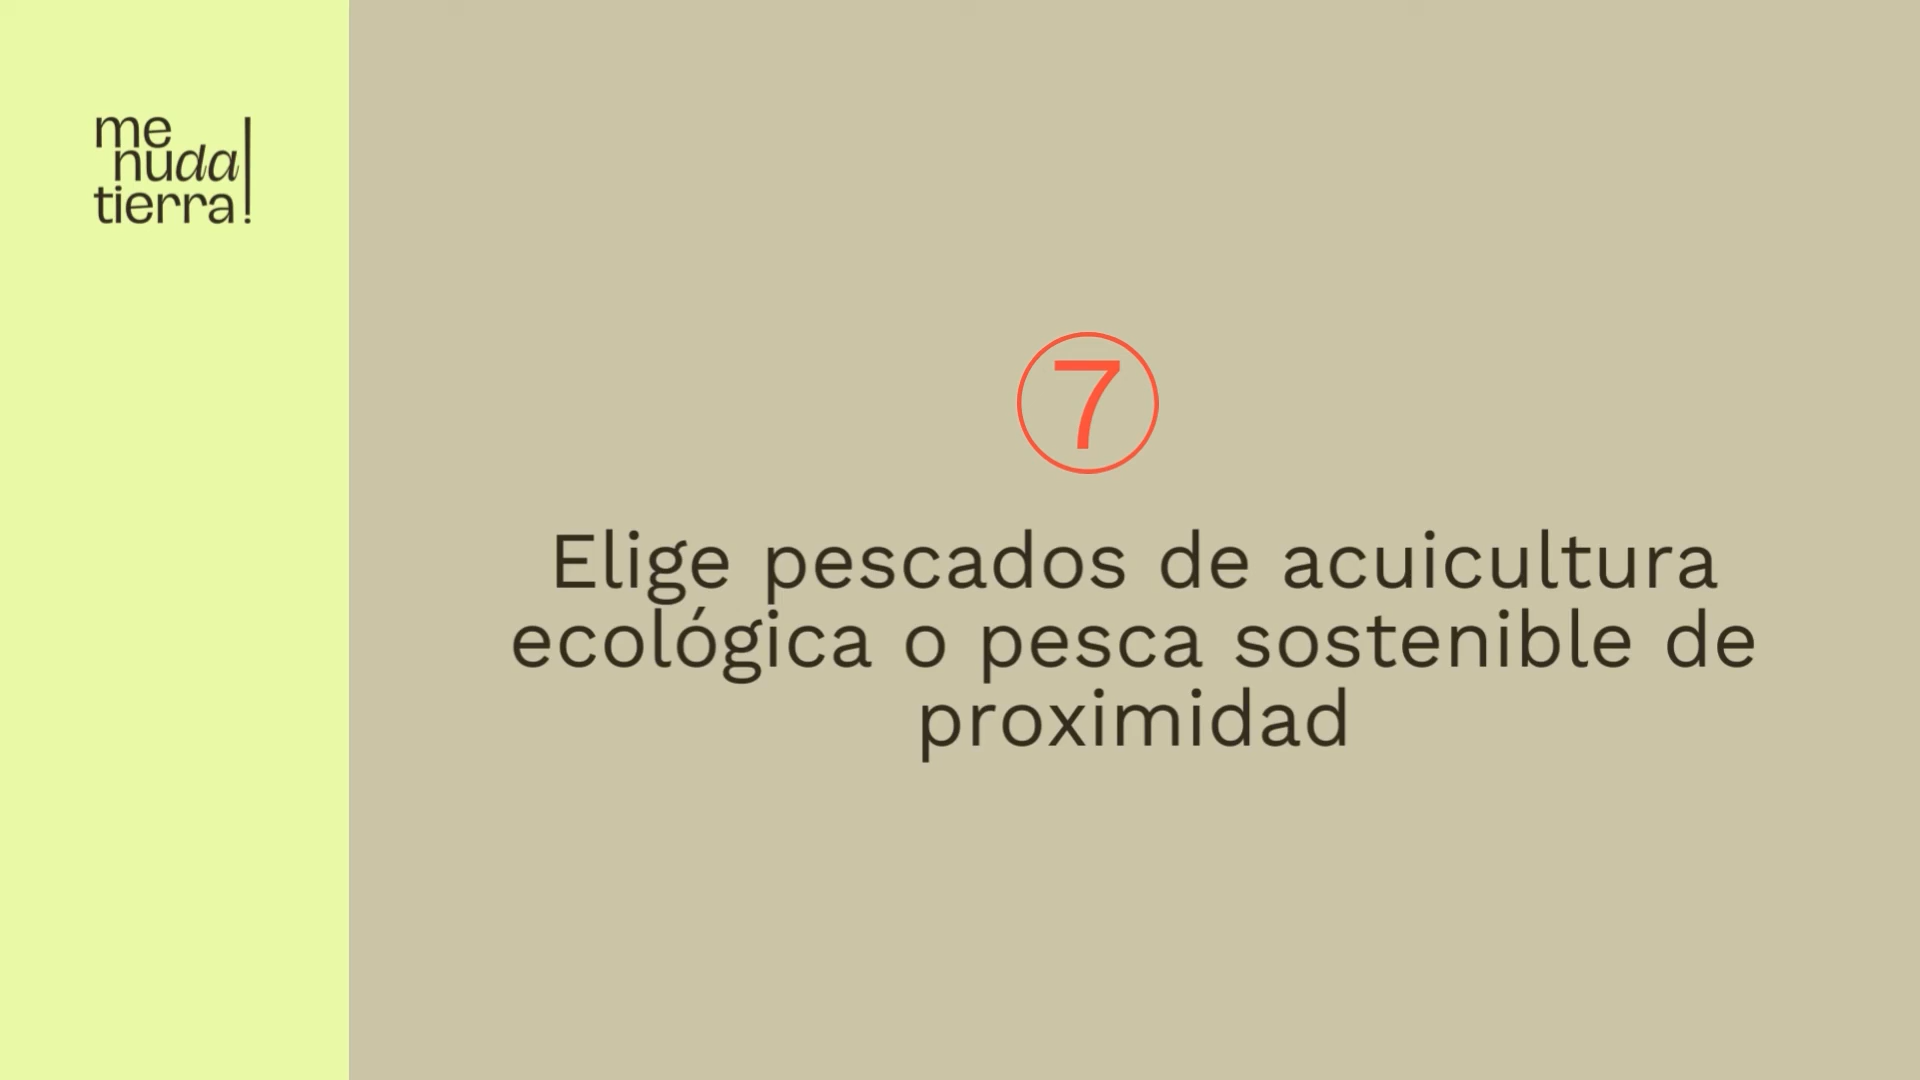 me
nuda
tierra!
7
Elige pescados de acuicultura
ecológica o pesca sostenible de
proximidad